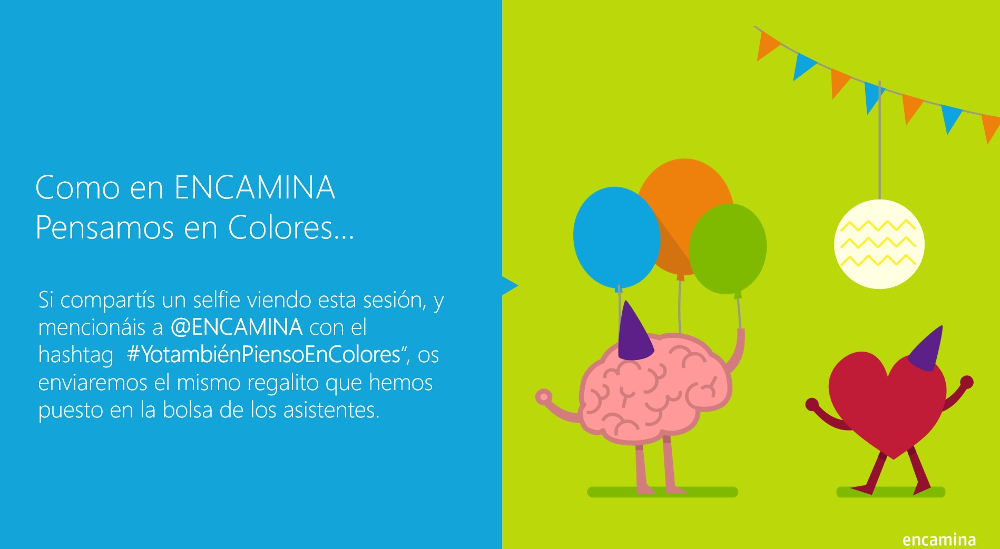 Como en ENCAMINA
Pensamos en Colores...
Si compartís un selfie viendo esta sesión, y
mencionáis a @ENCAMINA con el
hashtag  #YotambiénPiensoEnColores“, os
enviaremos el mismo regalito que hemos
puesto en la bolsa de los asistentes.
encamina